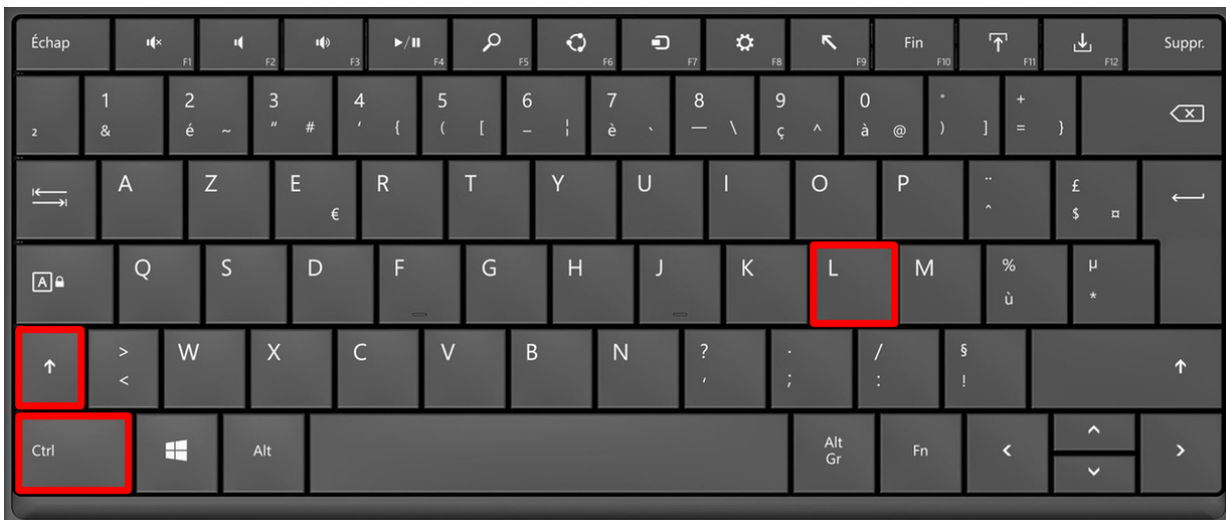 Échap F1 F2 F3 F4 F5 F6 F7 F8 F9 Fin F10 F11 F12 Suppr.
² 1 & 2 é ~ 3 " # 4 ' { 5 ( [ 6 - ¦ 7 è ` 8 — \ 9 ç ^ 0 à @ ° ) ] + = }
A Z E € R T Y U I O P ¨ ^ £ $ ¤
A Q S D F G H J K L M % ù µ *
> < W X C V B N ? , . ; / : § !
Ctrl Alt Alt Gr Fn